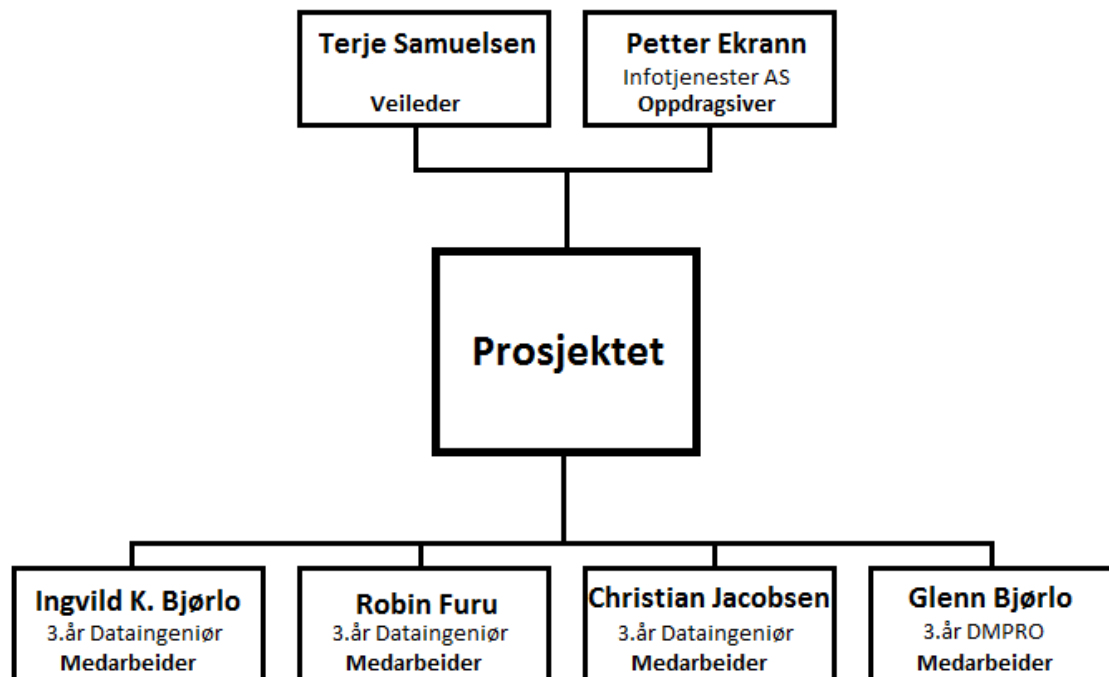 Terje Samuelsen
Veileder
Petter Ekrann
Infotjenester AS
Oppdragsiver
Prosjektet
Ingvild K. Bjørlo
3.år Dataingeniør
Medarbeider
Robin Furu
3.år Dataingeniør
Medarbeider
Christian Jacobsen
3.år Dataingeniør
Medarbeider
Glenn Bjørlo
3.år DMPRO
Medarbeider